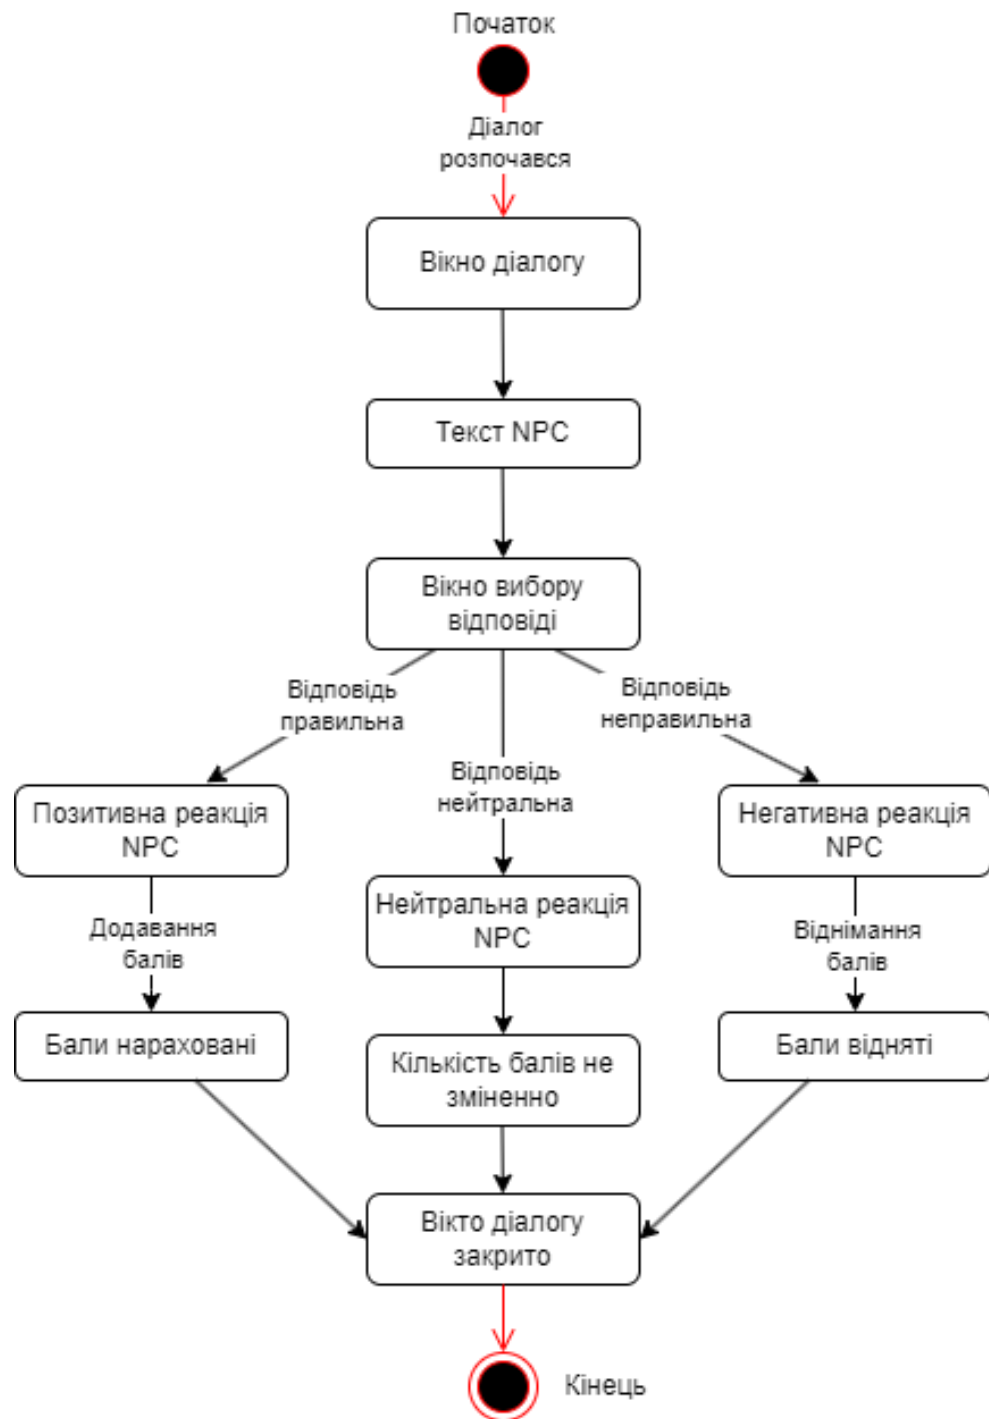 Початок
Діалог
розпочався
Вікно діалогу
Текст NPC
Вікно вибору
відповіді
Відповідь
правильна
Відповідь
нейтральна
Відповідь
неправильна
Позитивна реакція
NPC
Нейтральна реакція
NPC
Негативна реакція
NPC
Додавання
балів
Віднімання
балів
Бали нараховані
Кількість балів не
зміненно
Бали відняті
Вікто діалогу
закрито
Кінець